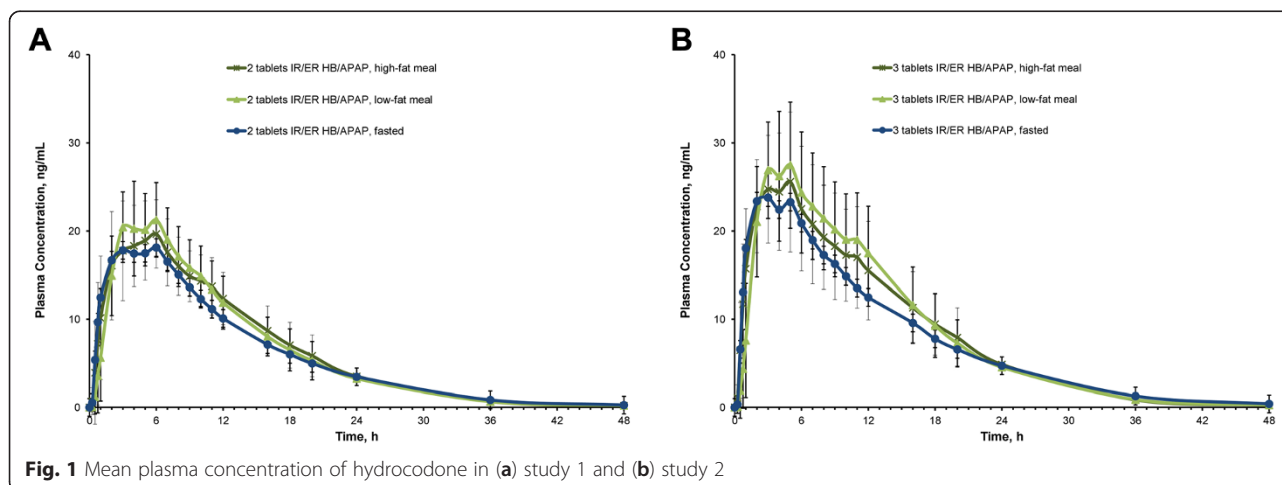 A
40
30
20
10
0
Plasma Concentration, ng/mL
2 tablets IR/ER HB/APAP, high-fat meal
2 tablets IR/ER HB/APAP, low-fat meal
2 tablets IR/ER HB/APAP, fasted
0 6 12 18 24 30 36 42 48
Time, h
B
40
30
20
10
0
Plasma Concentration, ng/mL
3 tablets IR/ER HB/APAP, high-fat meal
3 tablets IR/ER HB/APAP, low-fat meal
3 tablets IR/ER HB/APAP, fasted
0 6 12 18 24 30 36 42 48
Time, h
Fig. 1 Mean plasma concentration of hydrocodone in (a) study 1 and (b) study 2